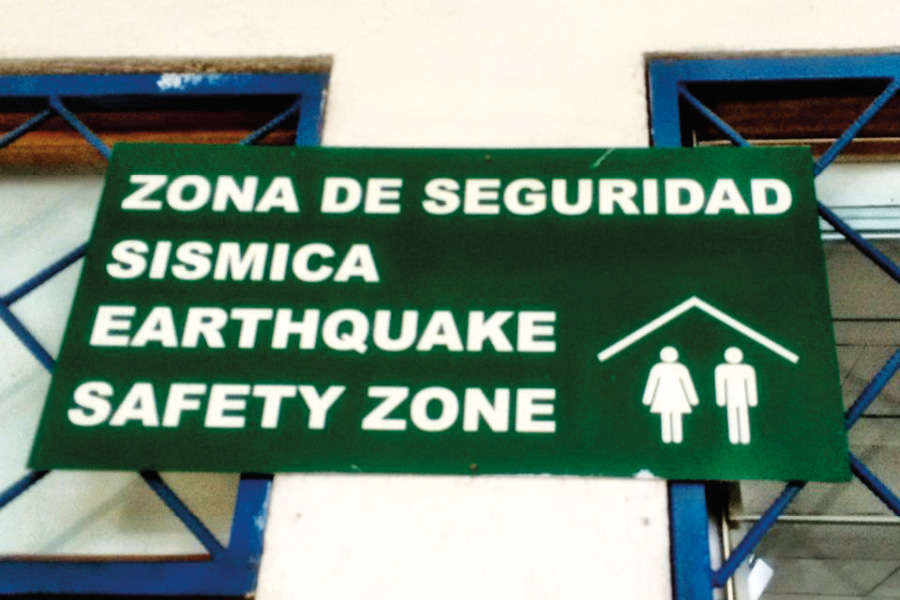 ZONA DE SEGURIDAD
SISMICA
EARTHQUAKE
SAFETY ZONE